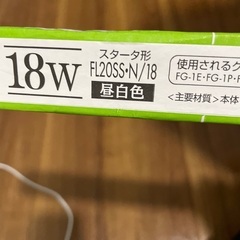 18W
スタータ形
FL20SS・N/18
昼白色
使用されるク
FG-1E・FG-1P・F
<主要材質>本体